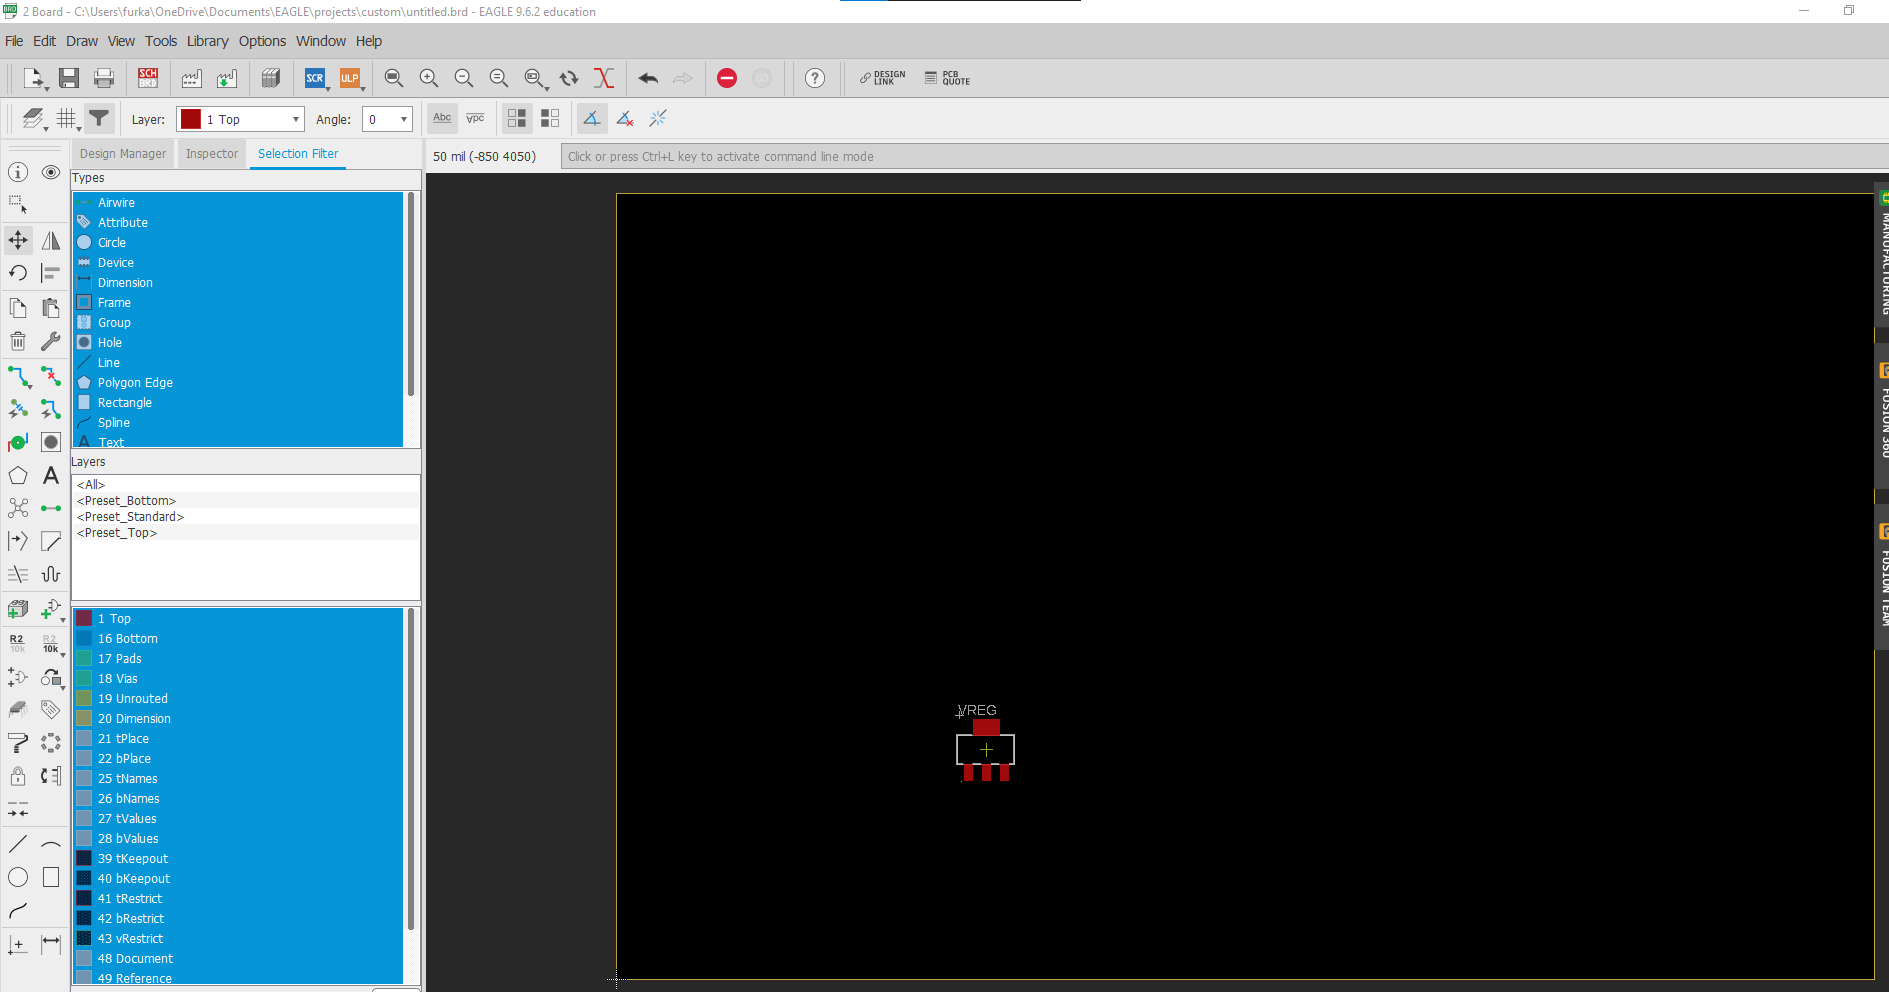 2 Board - C:\Users\furka\OneDrive\Documents\EAGLE\projects\custom\untitled.brd - EAGLE 9.6.2 education
File Edit Draw View Tools Library Options Window Help
SCH BRD SCR ULP GO DESIGN LINK PCB QUOTE
Layer: 1 Top Angle: 0 Abc Abc
Design Manager Inspector Selection Filter
50 mil (-850 4050) Click or press Ctrl+L key to activate command line mode
Types
Airwire
Attribute
Circle
Device
Dimension
Frame
Group
Hole
Line
Polygon Edge
Rectangle
Spline
Text
Layers
<All>
<Preset_Bottom>
<Preset_Standard>
<Preset_Top>
1 Top
16 Bottom
17 Pads
18 Vias
19 Unrouted
20 Dimension
21 tPlace
22 bPlace
25 tNames
26 bNames
27 tValues
28 bValues
39 tKeepout
40 bKeepout
41 tRestrict
42 bRestrict
43 vRestrict
48 Document
49 Reference
R2 10k R2 10k
VREG
MANUFACTURING
FUSION 360
FUSION TEAM